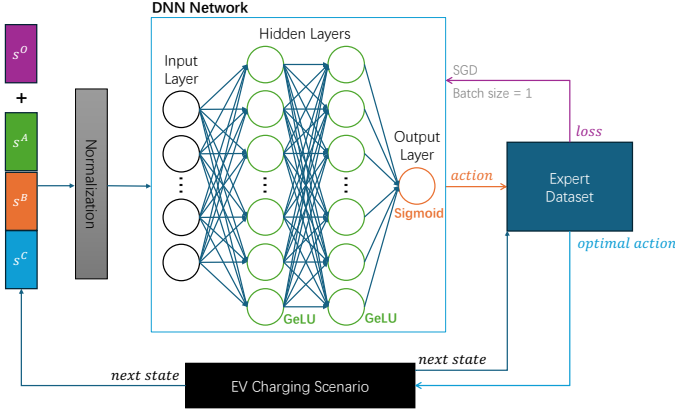 DNN Network
s^O
+
s^A
s^B
s^C
Normalization
Input
Layer
Hidden Layers
...
...
...
...
GeLU
GeLU
Output
Layer
Sigmoid
SGD
Batch size = 1
loss
action
Expert
Dataset
optimal action
next state
next state
EV Charging Scenario